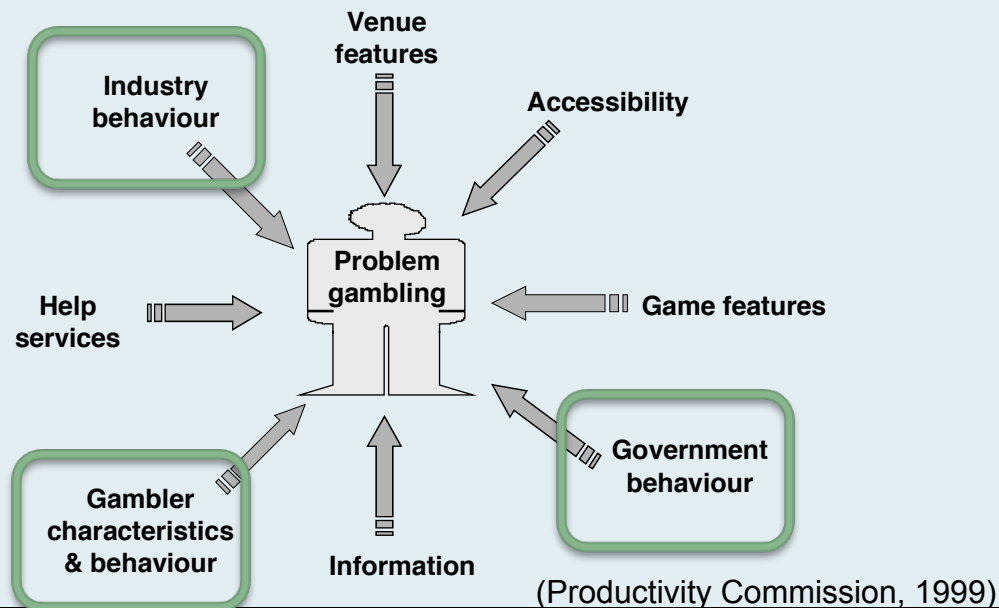 Venue
features
Industry
behaviour
Accessibility
Problem
gambling
Help
services
Game features
Government
behaviour
Gambler
characteristics
& behaviour
Information
(Productivity Commission, 1999)